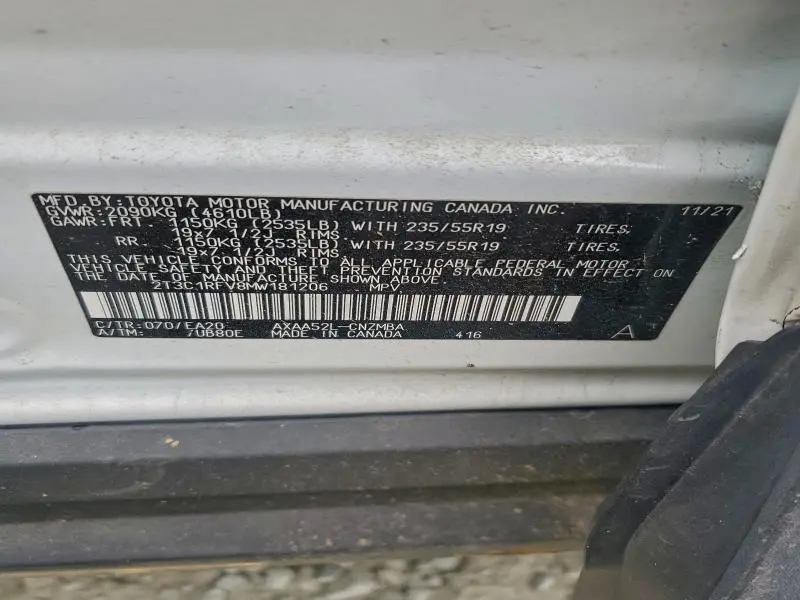 MFD.BY:TOYOTA MOTOR MANUFACTURING CANADA INC. 11/21
GVWR:2090KG (4610LB)
GAWR:FRT 1150KG (2535LB) WITH 235/55R19 TIRES,
19X7 1/2J RIMS
RR 1150KG (2535LB) WITH 235/55R19 TIRES,
19X7 1/2J RIMS
THIS VEHICLE CONFORMS TO ALL APPLICABLE FEDERAL MOTOR
VEHICLE SAFETY AND THEFT PREVENTION STANDARDS IN EFFECT ON
THE DATE OF MANUFACTURE SHOWN ABOVE.
2T3C1RFV8MW181206 MPV
C/TR:070/EA20 AXAA52L-CNZMBA A
A/TM: /UB80E MADE IN CANADA 416